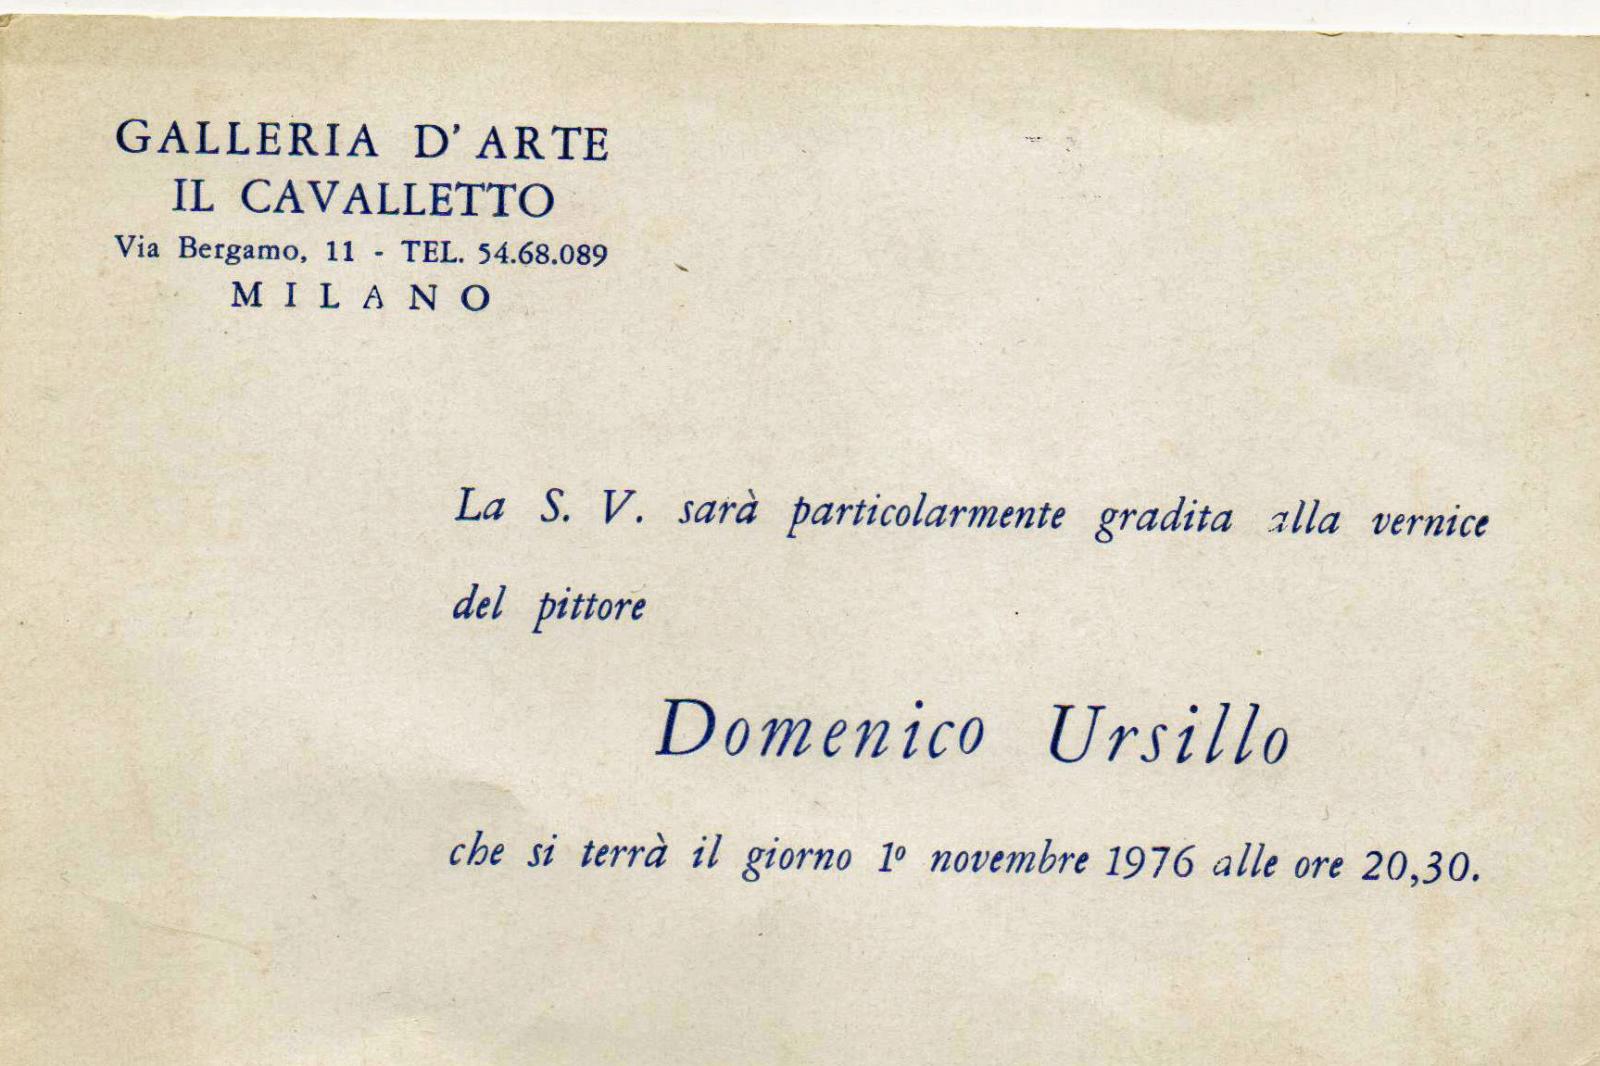 GALLERIA D'ARTE
IL CAVALLETTO
Via Bergamo, 11 - TEL. 54.68.089
MILANO
La S. V. sarà particolarmente gradita alla vernice
del pittore
Domenico Ursillo
che si terrà il giorno 1º novembre 1976 alle ore 20,30.